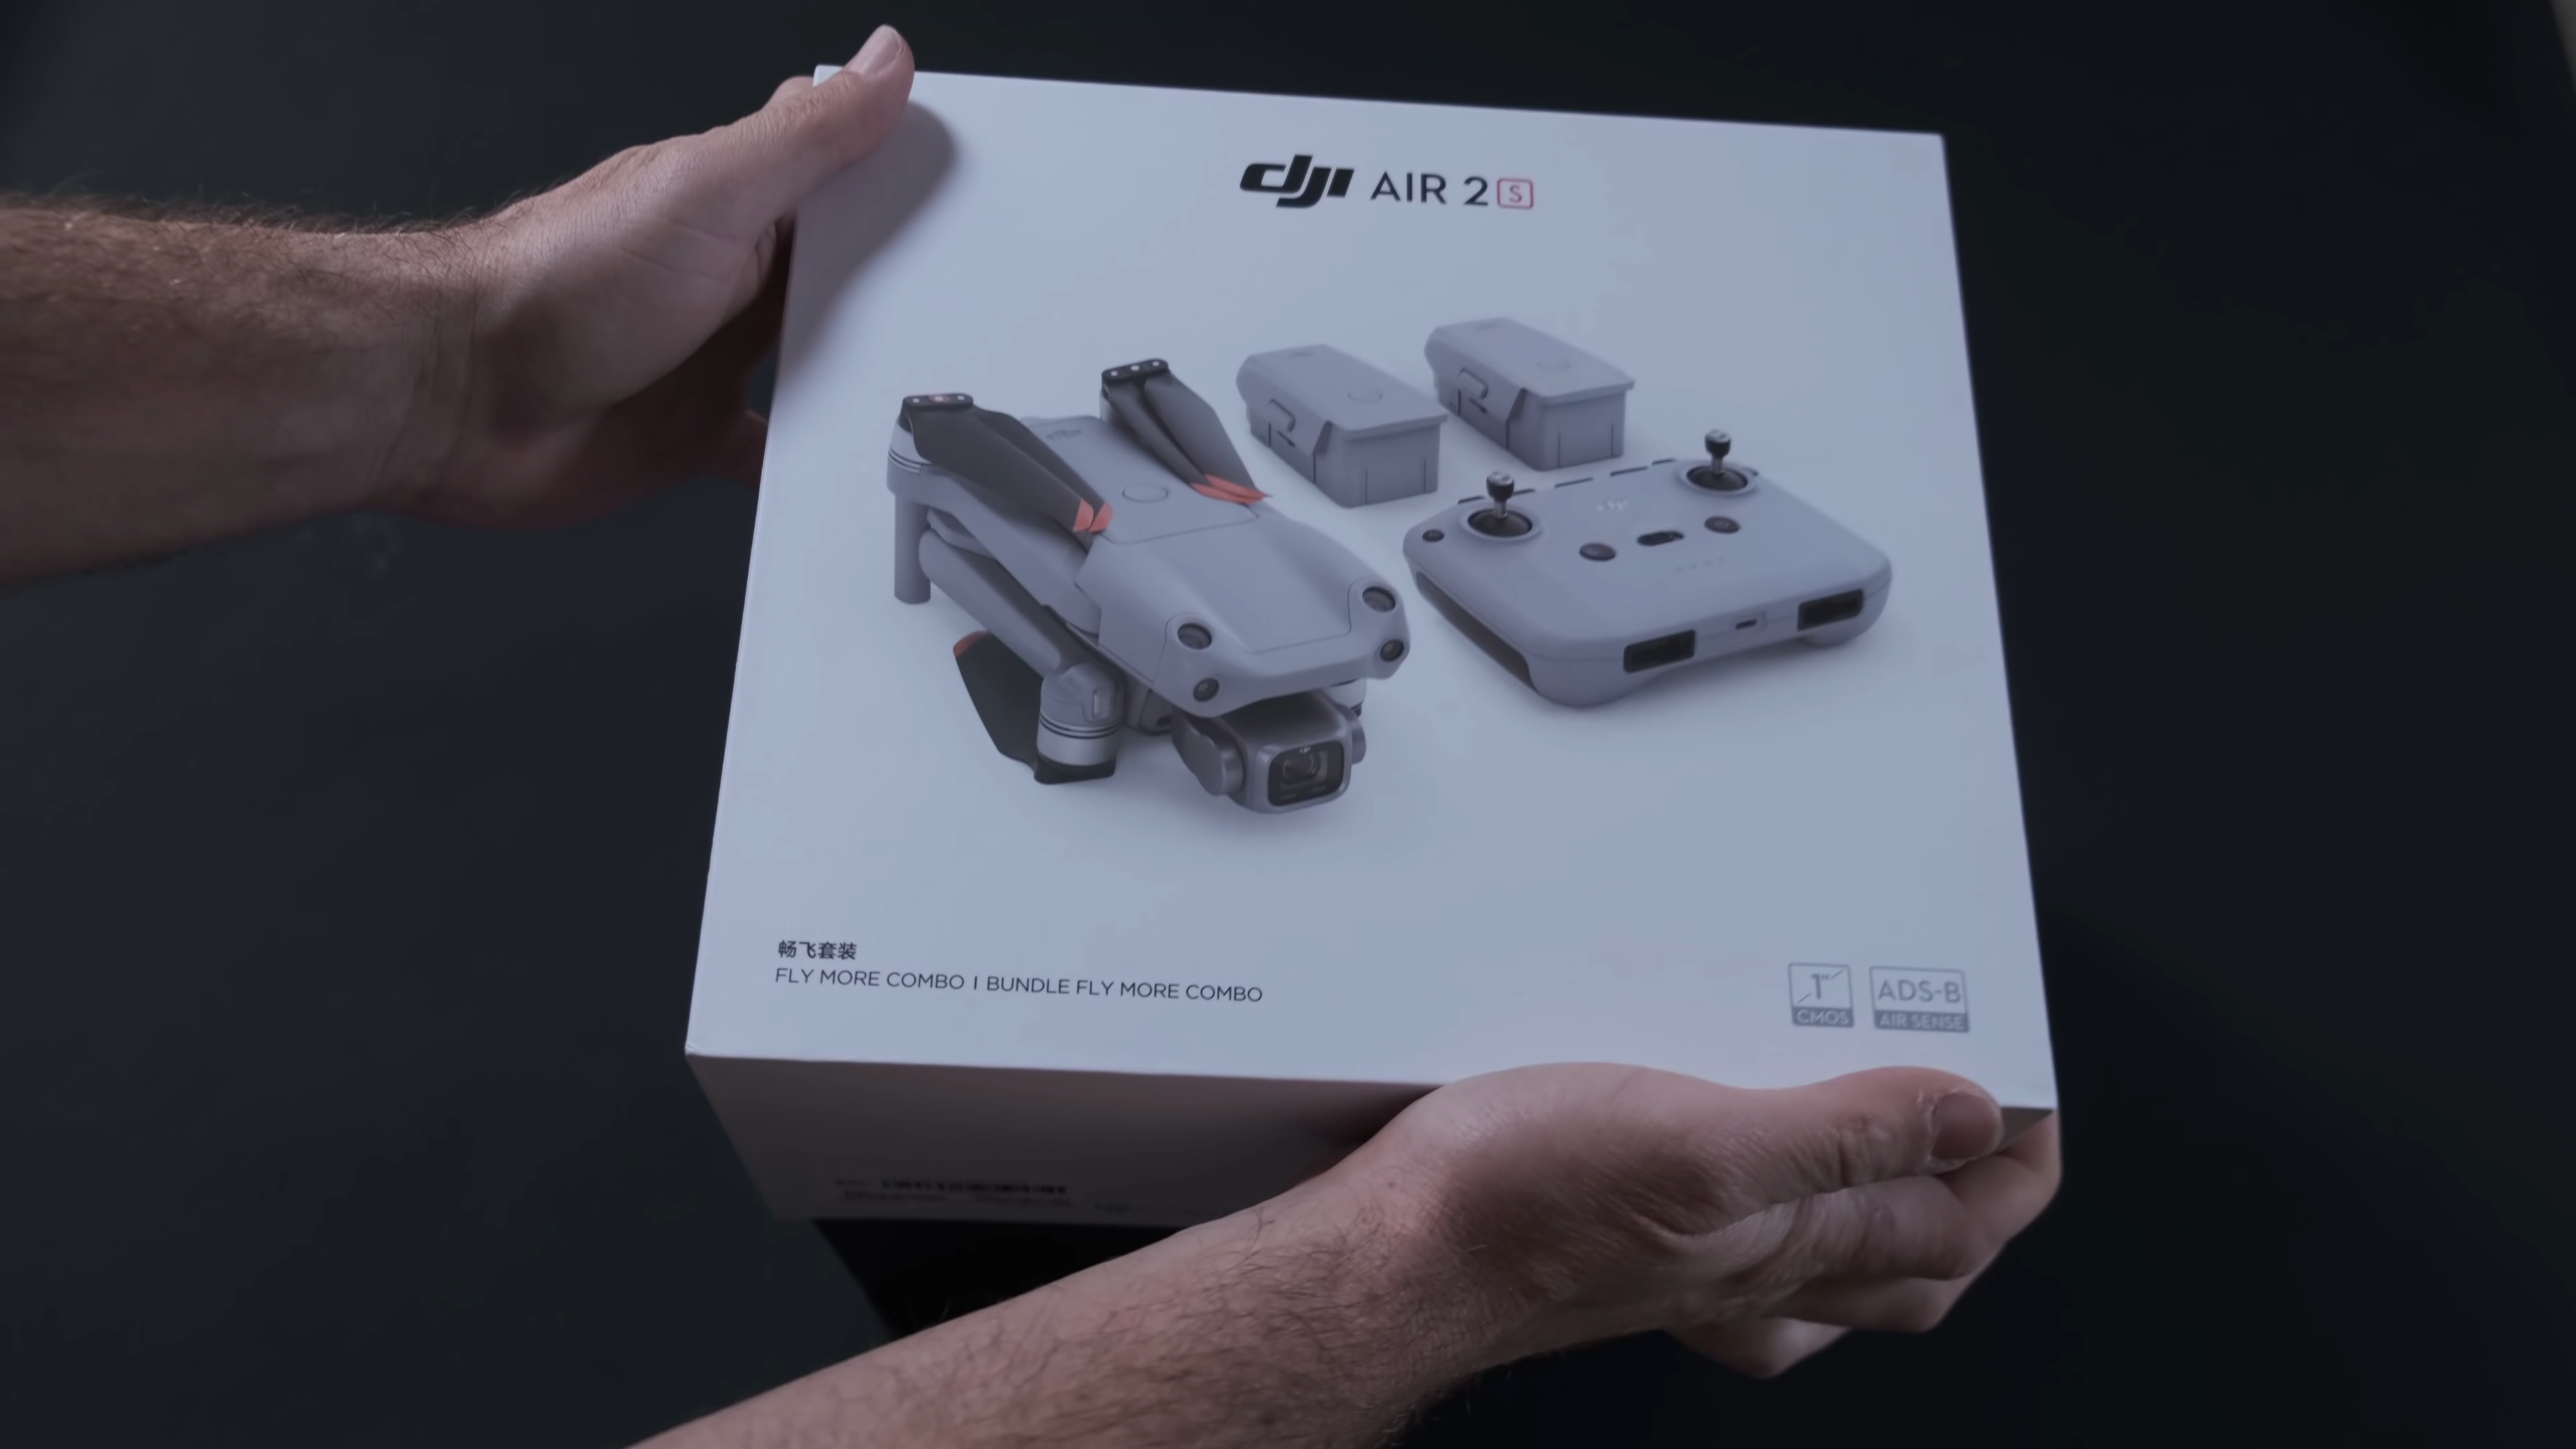 dji AIR 2S
畅飞套装
FLY MORE COMBO | BUNDLE FLY MORE COMBO
1"
CMOS
ADS-B
AIR SENSE